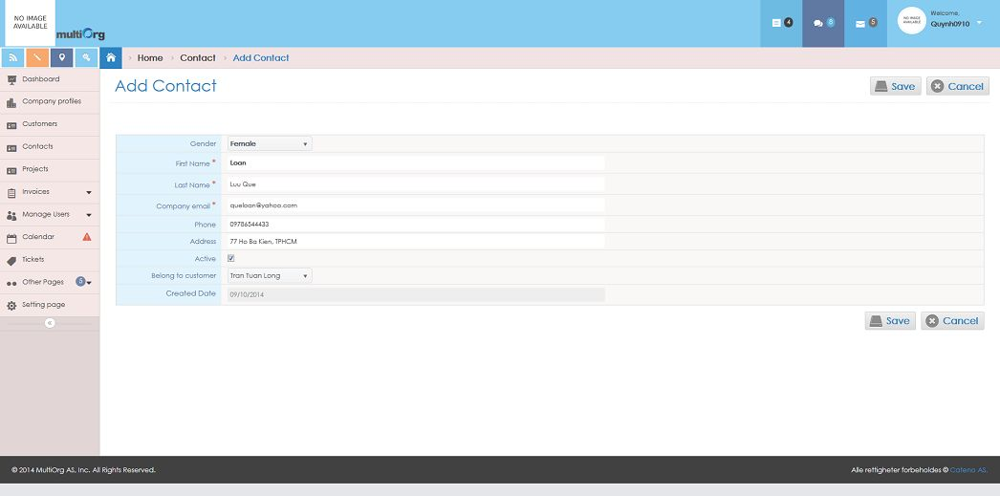 NO IMAGE
AVAILABLE
multiOrg
4
8
5
NO IMAGE
AVAILABLE
Welcome,
Quynh0910
Home
Contact
Add Contact
Dashboard
Company profiles
Customers
Contacts
Projects
Invoices
Manage Users
Calendar
Tickets
Other Pages 5
Setting page
Add Contact
Save
Cancel
Gender Female
First Name * Loan
Last Name * Luu Que
Company email * queloan@yahoo.com
Phone 09786544433
Address 77 Ho Ba Kien, TPHCM
Active
Belong to customer Tran Tuan Long
Created Date 09/10/2014
Save
Cancel
© 2014 MultiOrg AS, Inc. All Rights Reserved.
Alle rettigheter forbeholdes © Catena AS.